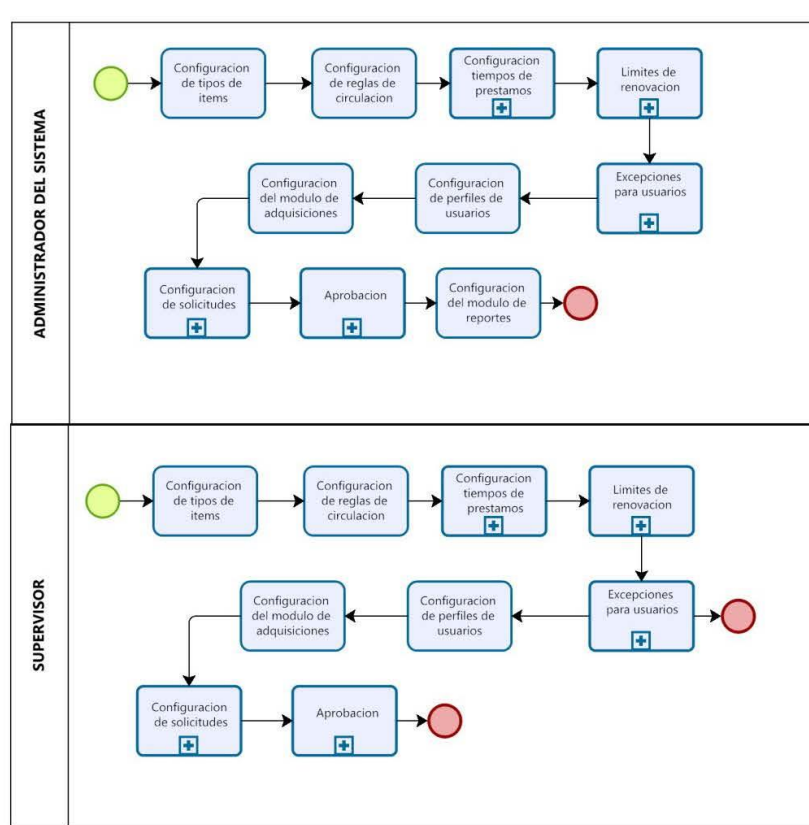 ADMINISTRADOR DEL SISTEMA
Configuracion
de tipos de
items
Configuracion
de reglas de
circulacion
Configuracion
tiempos de
prestamos
Limites de
renovacion
Excepciones
para usuarios
Configuracion
de perfiles de
usuarios
Configuracion
del modulo de
adquisiciones
Configuracion
de solicitudes
Aprobacion
Configuracion
del modulo de
reportes
SUPERVISOR
Configuracion
de tipos de
items
Configuracion
de reglas de
circulacion
Configuracion
tiempos de
prestamos
Limites de
renovacion
Excepciones
para usuarios
Configuracion
de perfiles de
usuarios
Configuracion
del modulo de
adquisiciones
Configuracion
de solicitudes
Aprobacion